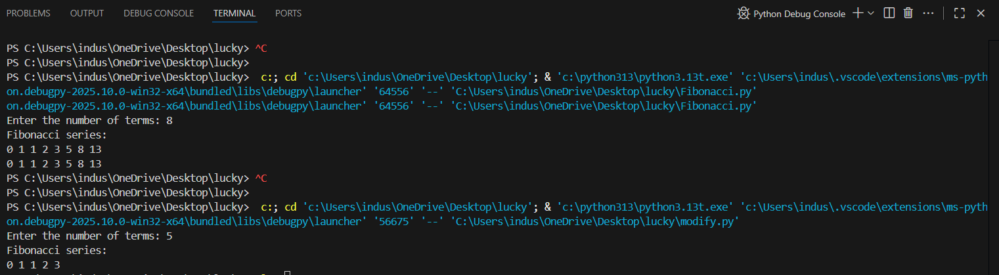 PROBLEMS OUTPUT DEBUG CONSOLE TERMINAL PORTS Python Debug Console
PS C:\Users\indus\OneDrive\Desktop\lucky> ^C
PS C:\Users\indus\OneDrive\Desktop\lucky>
PS C:\Users\indus\OneDrive\Desktop\lucky>  c:; cd 'c:\Users\indus\OneDrive\Desktop\lucky'; & 'c:\python313\python3.13t.exe' 'c:\Users\indus\.vscode\extensions\ms-pyth
on.debugpy-2025.10.0-win32-x64\bundled\libs\debugpy\launcher' '64556' '--' 'C:\Users\indus\OneDrive\Desktop\lucky\Fibonacci.py'
on.debugpy-2025.10.0-win32-x64\bundled\libs\debugpy\launcher' '64556' '--' 'C:\Users\indus\OneDrive\Desktop\lucky\Fibonacci.py'
Enter the number of terms: 8
Fibonacci series:
0 1 1 2 3 5 8 13
0 1 1 2 3 5 8 13
PS C:\Users\indus\OneDrive\Desktop\lucky> ^C
PS C:\Users\indus\OneDrive\Desktop\lucky>
PS C:\Users\indus\OneDrive\Desktop\lucky>  c:; cd 'c:\Users\indus\OneDrive\Desktop\lucky'; & 'c:\python313\python3.13t.exe' 'c:\Users\indus\.vscode\extensions\ms-pyth
on.debugpy-2025.10.0-win32-x64\bundled\libs\debugpy\launcher' '56675' '--' 'C:\Users\indus\OneDrive\Desktop\lucky\modify.py'
Enter the number of terms: 5
Fibonacci series:
0 1 1 2 3